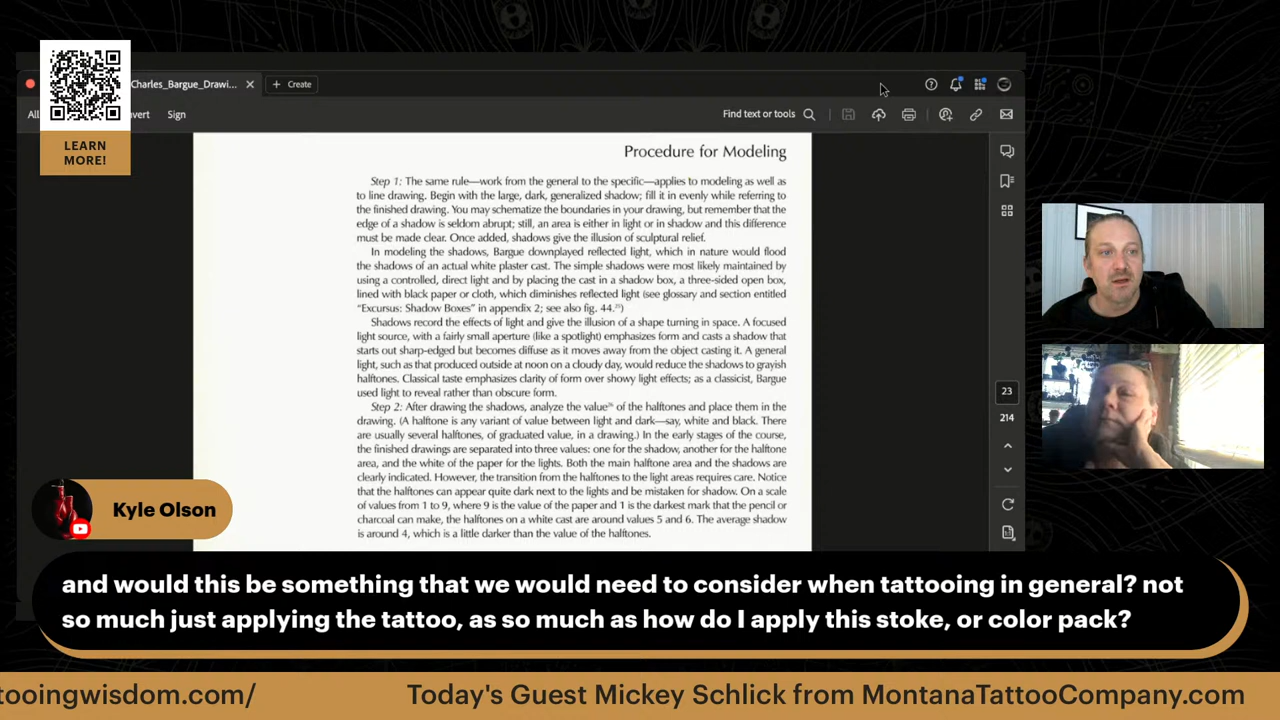 Charles_Bargue_Drawi...
Create
All
nvert
Sign
Find text or tools
LEARN
MORE!
Procedure for Modeling
Step 1: The same rule—work from the general to the specific—applies to modeling as well as
to line drawing. Begin with the large, dark, generalized shadow; fill it in evenly while referring to
the finished drawing. You may schematize the boundaries in your drawing, but remember that the
edge of a shadow is seldom abrupt; still, an area is either in light or in shadow and this difference
must be made clear. Once added, shadows give the illusion of sculptural relief.
In modeling the shadows, Bargue downplayed reflected light, which in nature would flood
the shadows of an actual white plaster cast. The simple shadows were most likely maintained by
using a controlled, direct light and by placing the cast in a shadow box, a three-sided open box,
lined with black paper or cloth, which diminishes reflected light (see glossary and section entitled
"Excursus: Shadow Boxes" in appendix 2; see also fig. 44.²⁵)
Shadows record the effects of light and give the illusion of a shape turning in space. A focused
light source, with a fairly small aperture (like a spotlight) emphasizes form and casts a shadow that
starts out sharp-edged but becomes diffuse as it moves away from the object casting it. A general
light, such as that produced outside at noon on a cloudy day, would reduce the shadows to grayish
halftones. Classical taste emphasizes clarity of form over showy light effects; as a classicist, Bargue
used light to reveal rather than obscure form.
Step 2: After drawing the shadows, analyze the value²⁶ of the halftones and place them in the
drawing. (A halftone is any variant of value between light and dark—say, white and black. There
are usually several halftones, of graduated value, in a drawing.) In the early stages of the course,
the finished drawings are separated into three values: one for the shadow, another for the halftone
area, and the white of the paper for the lights. Both the main halftone area and the shadows are
clearly indicated. However, the transition from the halftones to the light areas requires care. Notice
that the halftones can appear quite dark next to the lights and be mistaken for shadow. On a scale
of values from 1 to 9, where 9 is the value of the paper and 1 is the darkest mark that the pencil or
charcoal can make, the halftones on a white cast are around values 5 and 6. The average shadow
is around 4, which is a little darker than the value of the halftones.
23
214
Kyle Olson
and would this be something that we would need to consider when tattooing in general? not
so much just applying the tattoo, as so much as how do I apply this stoke, or color pack?
tooingwisdom.com/
Today's Guest Mickey Schlick from MontanaTattooCompany.com